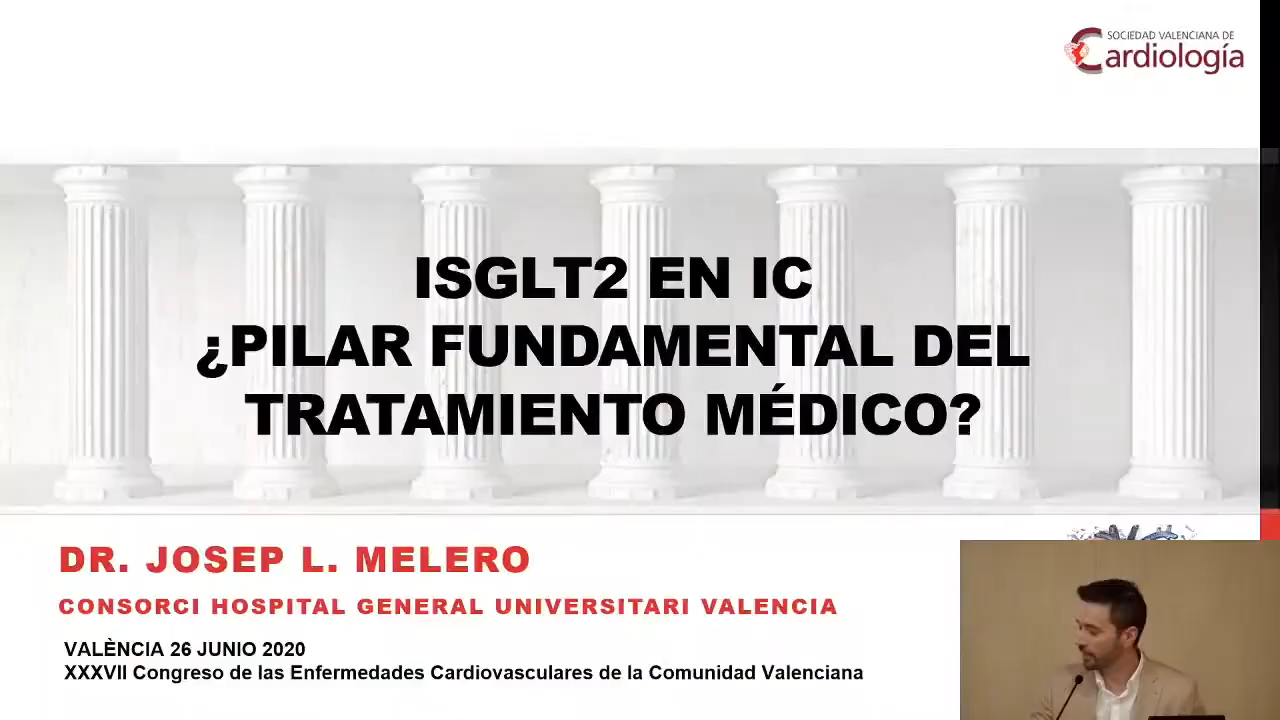 SOCIEDAD VALENCIANA DE
Cardiología
ISGLT2 EN IC
¿PILAR FUNDAMENTAL DEL
TRATAMIENTO MÉDICO?
DR. JOSEP L. MELERO
CONSORCI HOSPITAL GENERAL UNIVERSITARI VALENCIA
VALÈNCIA 26 JUNIO 2020
XXXVII Congreso de las Enfermedades Cardiovasculares de la Comunidad Valenciana